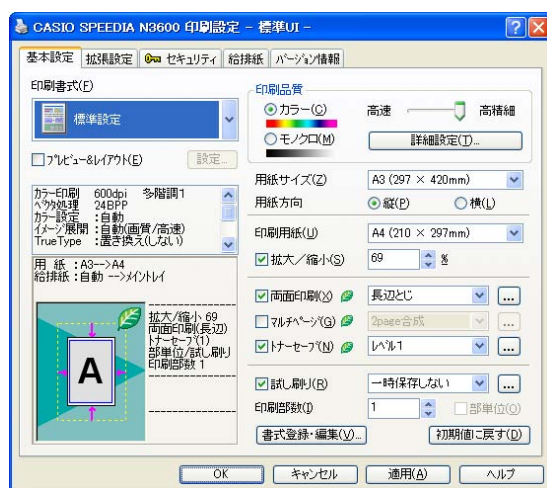 CASIO SPEEDIA N3600 印刷設定 - 標準UI -
基本設定 拡張設定 セキュリティ 給排紙 バージョン情報
印刷書式(F)
標準設定
プレビュー&レイアウト(E) 設定...
カラー印刷 600dpi 多階調1
ベクタ処理 24BPP
カラー設定 :自動
イメージ展開 :自動(画質/高速)
TrueType :置き換え(しない)
用 紙 :A3-->A4
給排紙 :自動 -->メイントレイ
A
拡大/縮小 69
両面印刷(長辺)
トナーセーブ(1)
部単位/試し刷り
印刷部数 1
印刷品質
カラー(C) 高速 高精細
モノクロ(M) 詳細設定(T)...
用紙サイズ(Z) A3 (297 × 420mm)
用紙方向 縦(P) 横(L)
印刷用紙(U) A4 (210 × 297mm)
拡大/縮小(S) 69 %
両面印刷(X) 長辺とじ ...
マルチページ(G) 2page合成 ...
トナーセーブ(N) レベル1 ...
試し刷り(R) 一時保存しない ...
印刷部数(I) 1 部単位(O)
書式登録・編集(V)... 初期値に戻す(D)
OK キャンセル 適用(A) ヘルプ